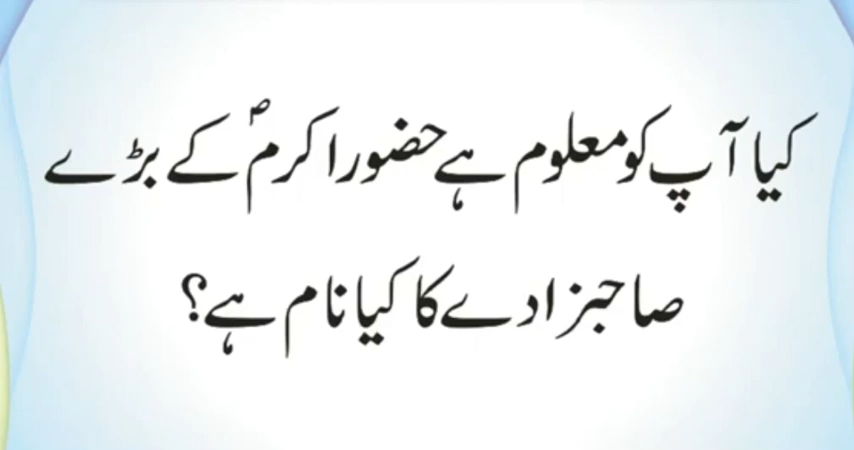 کیا آپ کو معلوم ہے حضور اکرمؐ کے بڑے
صاحبزادے کا کیا نام ہے؟